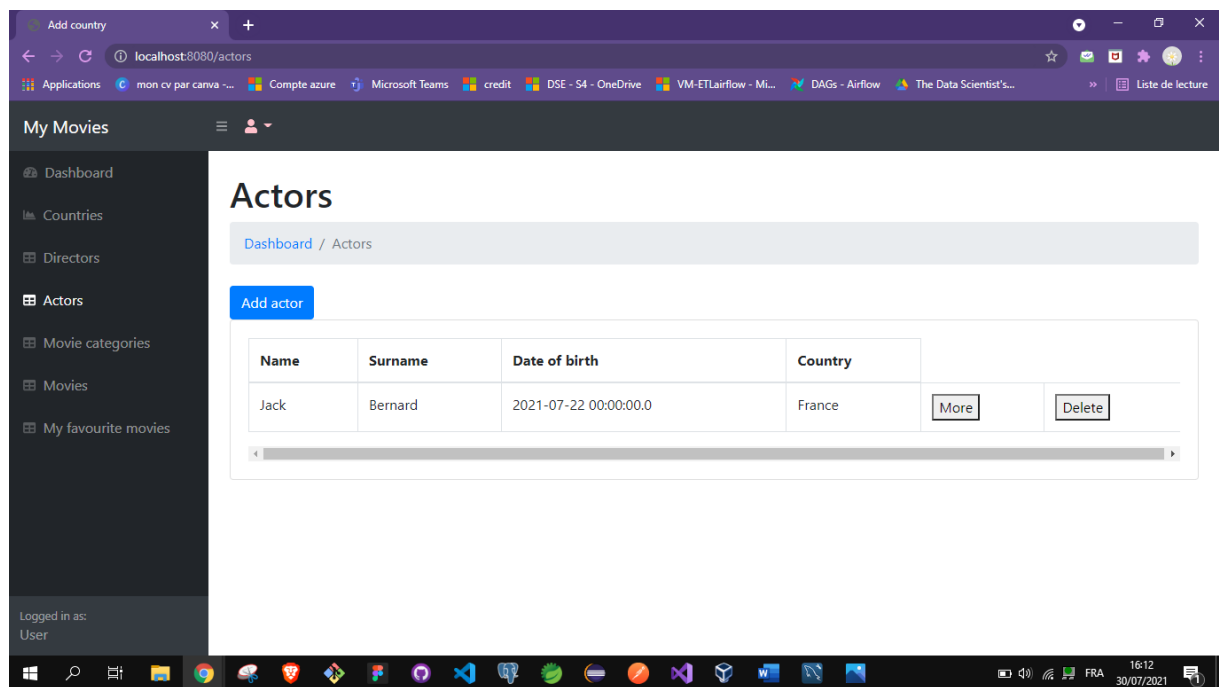 Add country
localhost:8080/actors
Applications mon cv par canva -... Compte azure Microsoft Teams credit DSE - S4 - OneDrive VM-ETLairflow - Mi... DAGs - Airflow The Data Scientist's... » Liste de lecture
My Movies
Dashboard
Countries
Directors
Actors
Movie categories
Movies
My favourite movies
Logged in as:
User
Actors
Dashboard / Actors
Add actor
Name Surname Date of birth Country
Jack Bernard 2021-07-22 00:00:00.0 France More Delete
FRA 16:12
30/07/2021